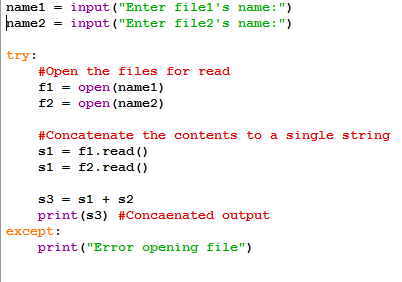 name1 = input("Enter file1's name:")
name2 = input("Enter file2's name:")
try:
#Open the files for read
f1 = open(name1)
f2 = open(name2)
#Concatenate the contents to a single string
s1 = f1.read()
s1 = f2.read()
s3 = s1 + s2
print(s3) #Concaenated output
except:
print("Error opening file")